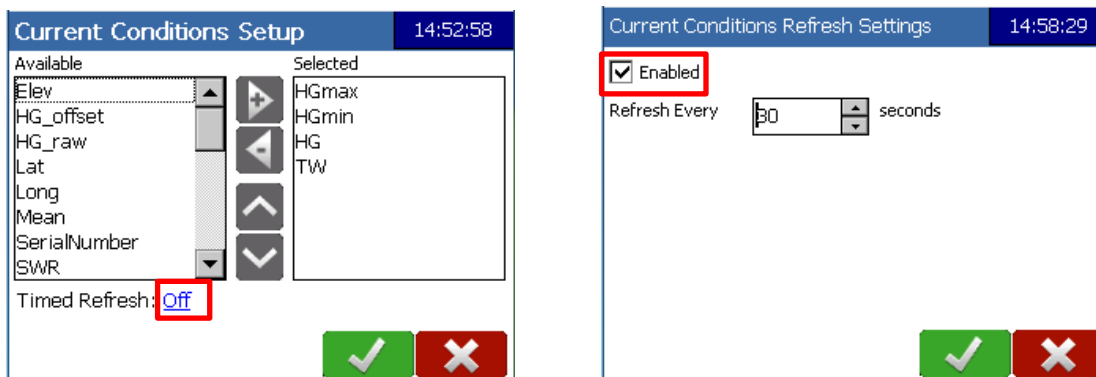 Current Conditions Setup 14:52:58
Available Selected
Elev
HG_offset
HG_raw
Lat
Long
Mean
SerialNumber
SWR
HGmax
HGmin
HG
TW
Timed Refresh: Off
Current Conditions Refresh Settings 14:58:29
Enabled
Refresh Every 30 seconds